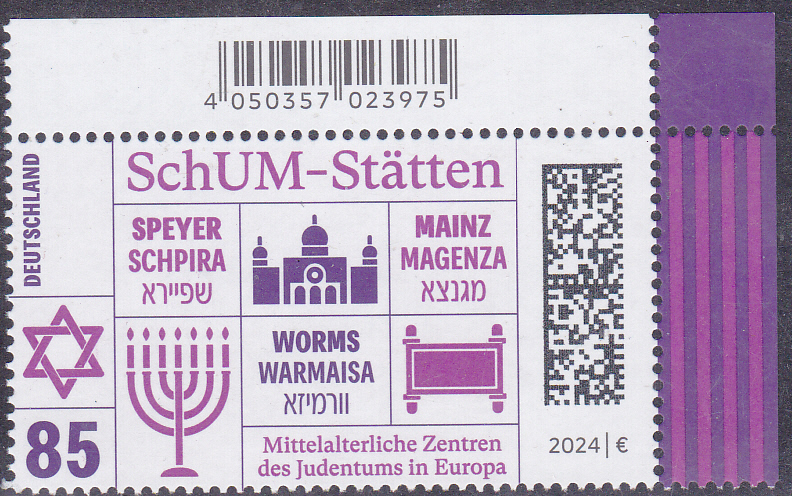 4 050357 023975
DEUTSCHLAND
SchUM-Stätten
SPEYER
SCHPIRA
שפיירא
MAINZ
MAGENZA
מגנצא
WORMS
WARMAISA
וורמיזא
85
Mittelalterliche Zentren
des Judentums in Europa
2024|€